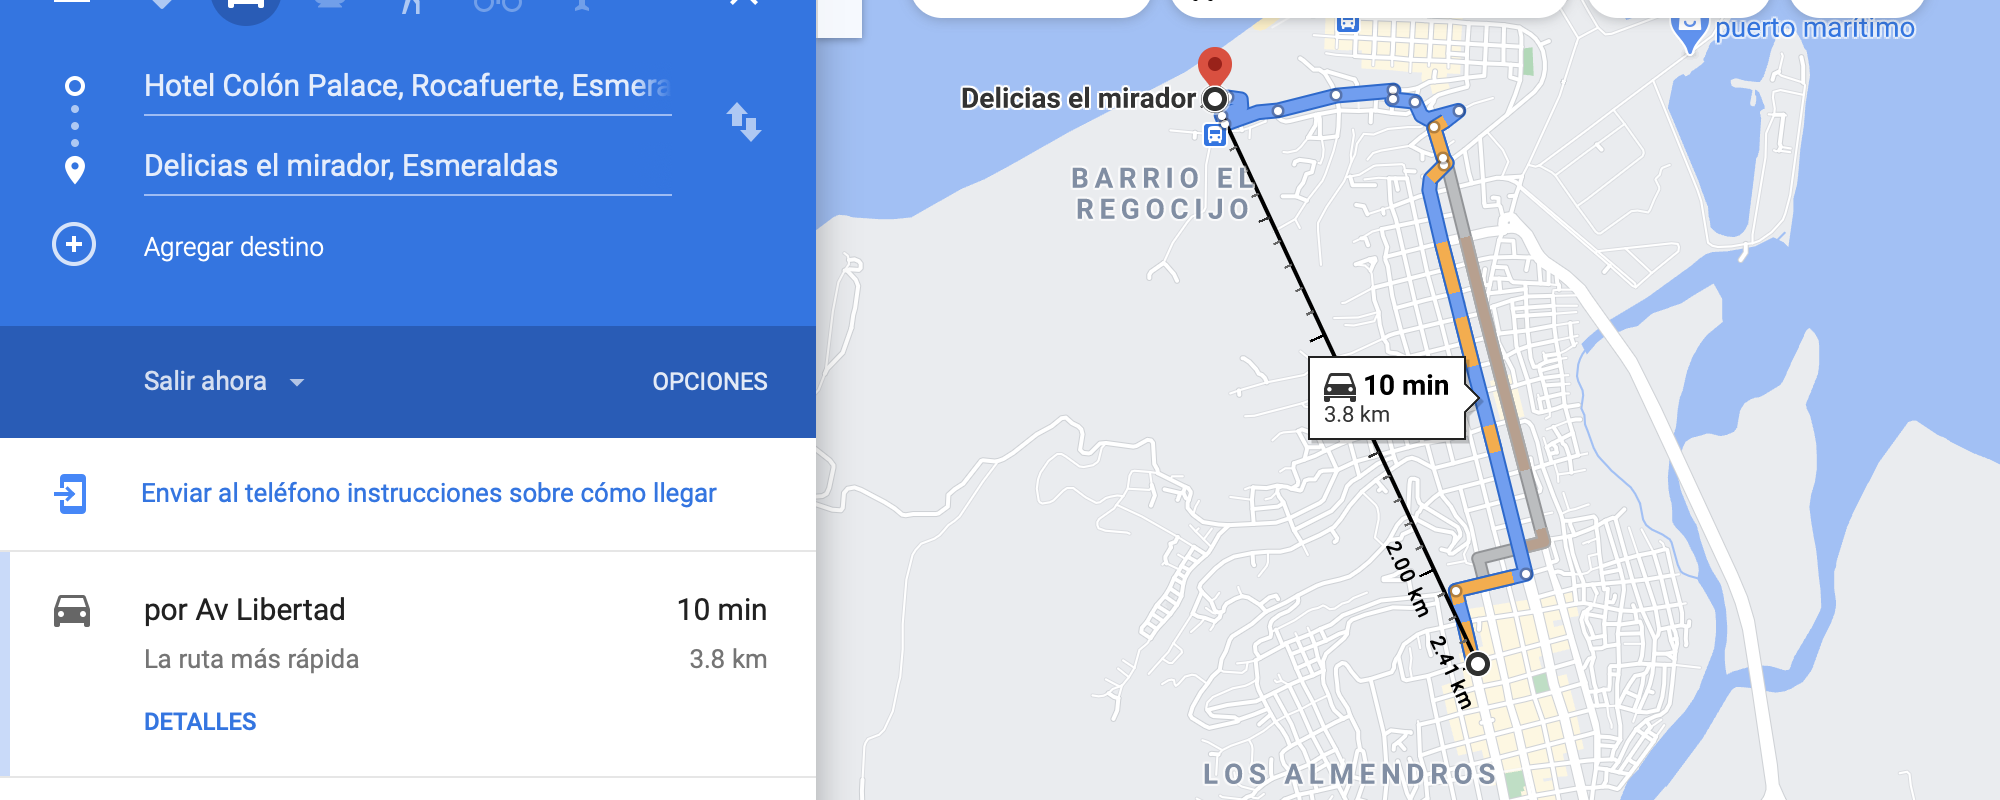 Hotel Colón Palace, Rocafuerte, Esmera
Delicias el mirador, Esmeraldas
Agregar destino
Salir ahora
OPCIONES
Enviar al teléfono instrucciones sobre cómo llegar
por Av Libertad
10 min
La ruta más rápida
3.8 km
DETALLES
puerto marítimo
Delicias el mirador
BARRIO EL
REGOCIJO
10 min
3.8 km
2.00 km
2.41 km
LOS ALMENDROS